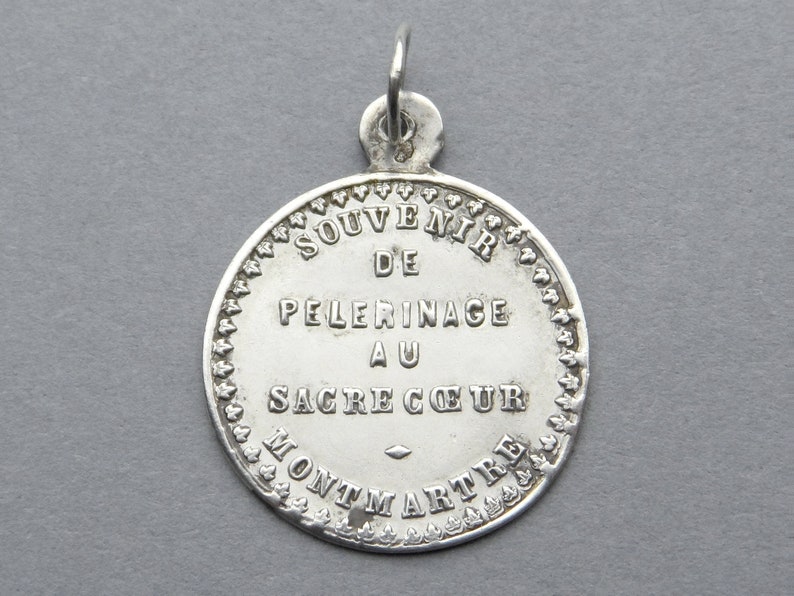 SOUVENIR
DE
PELERINAGE
AU
SACRE CŒUR
MONTMARTRE